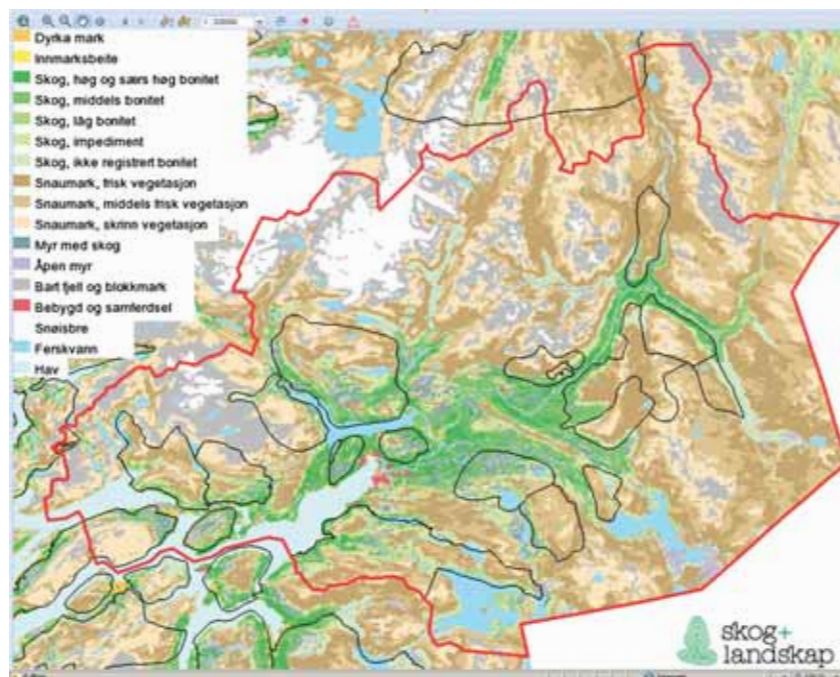 Dyrka mark
Innmarksbeite
Skog, høg og særs høg bonitet
Skog, middels bonitet
Skog, låg bonitet
Skog, impediment
Skog, ikke registrert bonitet
Snaumark, frisk vegetasjon
Snaumark, middels frisk vegetasjon
Snaumark, skrinn vegetasjon
Myr med skog
Åpen myr
Bart fjell og blokkmark
Bebygd og samferdsel
Snøisbre
Ferskvann
Hav
skog+
landskap